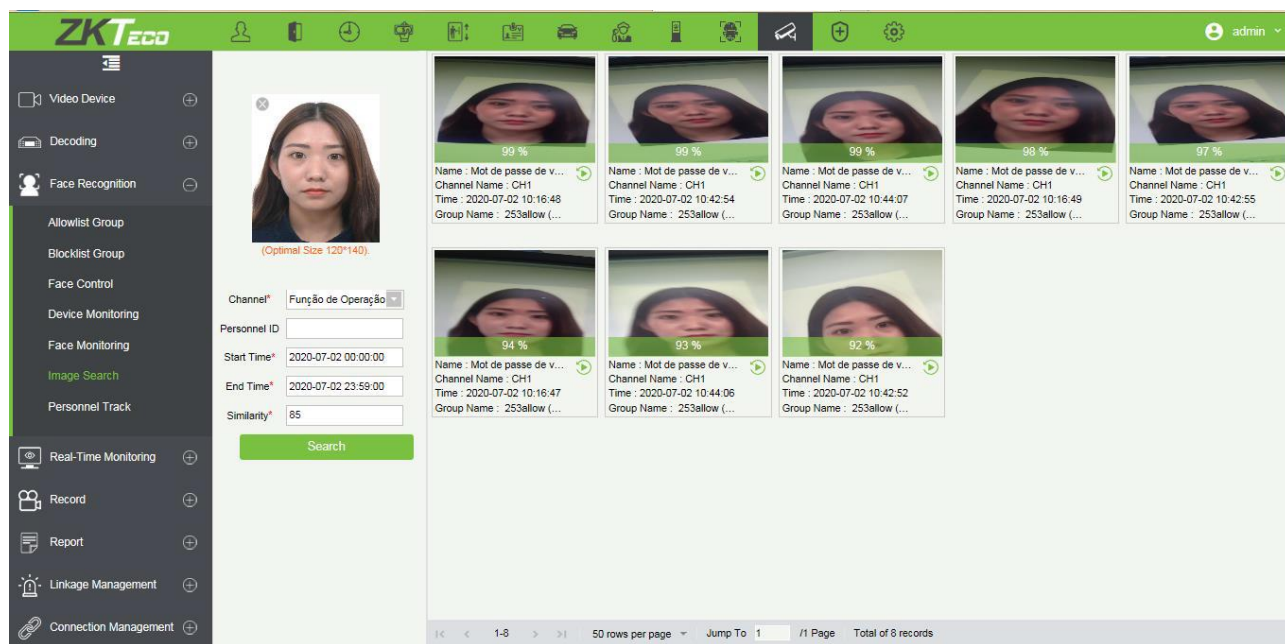 ZKTeco
admin
Video Device
Decoding
Face Recognition
Allowlist Group
Blocklist Group
Face Control
Device Monitoring
Face Monitoring
Image Search
Personnel Track
Real-Time Monitoring
Record
Report
Linkage Management
Connection Management
(Optimal Size 120*140).
Channel* Função de Operação
Personnel ID
Start Time* 2020-07-02 00:00:00
End Time* 2020-07-02 23:59:00
Similarity* 85
Search
99 %
Name : Mot de passe de v...
Channel Name : CH1
Time : 2020-07-02 10:16:48
Group Name : 253allow (...
99 %
Name : Mot de passe de v...
Channel Name : CH1
Time : 2020-07-02 10:42:54
Group Name : 253allow (...
99 %
Name : Mot de passe de v...
Channel Name : CH1
Time : 2020-07-02 10:44:07
Group Name : 253allow (...
98 %
Name : Mot de passe de v...
Channel Name : CH1
Time : 2020-07-02 10:16:49
Group Name : 253allow (...
97 %
Name : Mot de passe de v...
Channel Name : CH1
Time : 2020-07-02 10:42:55
Group Name : 253allow (...
94 %
Name : Mot de passe de v...
Channel Name : CH1
Time : 2020-07-02 10:16:47
Group Name : 253allow (...
93 %
Name : Mot de passe de v...
Channel Name : CH1
Time : 2020-07-02 10:44:06
Group Name : 253allow (...
92 %
Name : Mot de passe de v...
Channel Name : CH1
Time : 2020-07-02 10:42:52
Group Name : 253allow (...
1-8 50 rows per page Jump To 1 /1 Page Total of 8 records